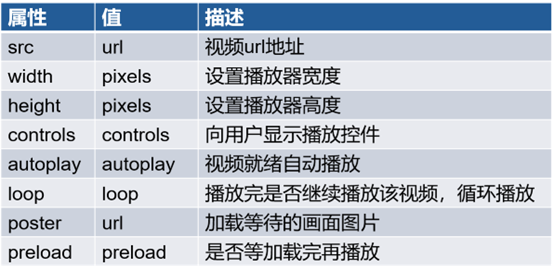 属性 值 描述
src url 视频url地址
width pixels 设置播放器宽度
height pixels 设置播放器高度
controls controls 向用户显示播放控件
autoplay autoplay 视频就绪自动播放
loop loop 播放完是否继续播放该视频，循环播放
poster url 加载等待的画面图片
preload preload 是否等加载完再播放